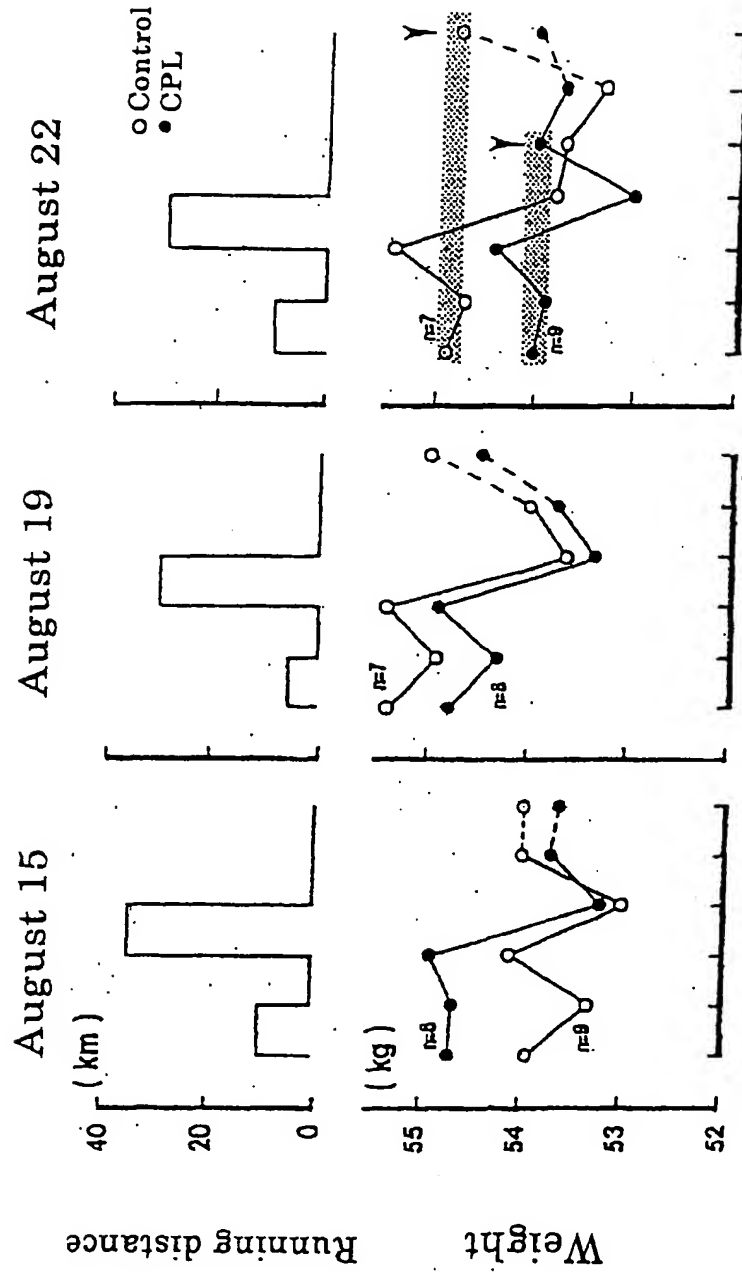 August 15
August 19
August 22
(km)
40
20
0
Running distance
○ Control
● CPL
(kg)
55
54
53
52
Weight
n=8
n=9
n=7
n=8
n=7
n=9